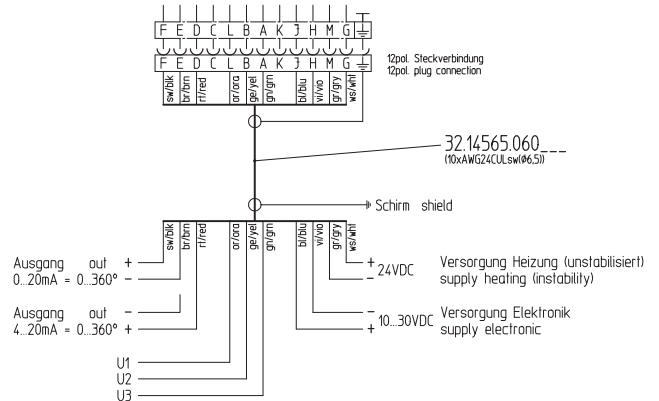 F E D C L B A K J H M G
F E D C L B A K J H M G
12pol. Steckverbindung
12pol. plug connection
sw/blk br/brn rt/red or/ora ge/yel gn/grn bl/blu vi/vio gr/gry ws/wht
32.14565.060___
(10xAWG24CULsw(ø6,5))
Schirm shield
sw/blk br/brn rt/red or/ora ge/yel gn/grn bl/blu vi/vio gr/gry ws/wht
Ausgang out +
0...20mA = 0...360° −
Ausgang out −
4...20mA = 0...360° +
U1
U2
U3
+
24VDC
−
Versorgung Heizung (unstabilisiert)
supply heating (instability)
−
10...30VDC
+
Versorgung Elektronik
supply electronic